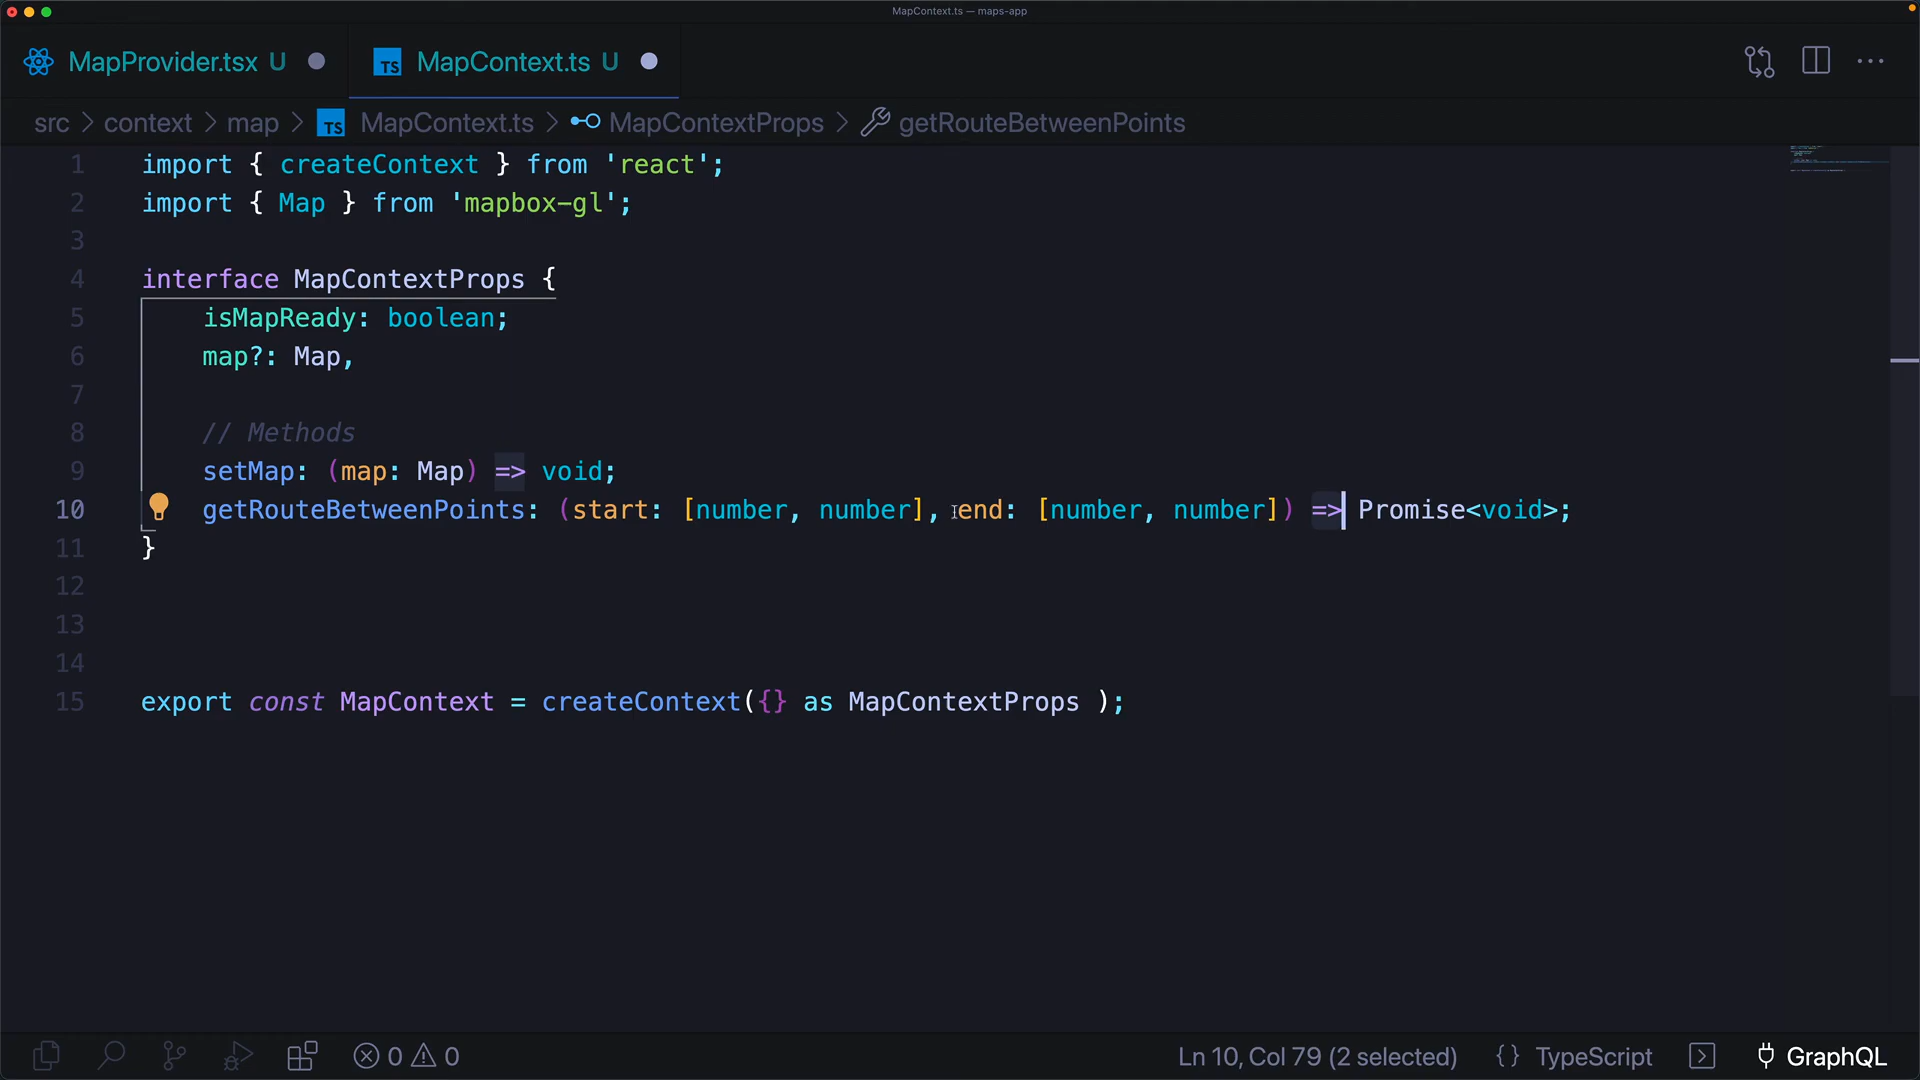 MapContext.ts — maps-app
MapProvider.tsx U
TS MapContext.ts U
src > context > map > TS MapContext.ts > MapContextProps > getRouteBetweenPoints
1 import { createContext } from 'react';
2 import { Map } from 'mapbox-gl';
3
4 interface MapContextProps {
5 isMapReady: boolean;
6 map?: Map,
7
8 // Methods
9 setMap: (map: Map) => void;
10 getRouteBetweenPoints: (start: [number, number], end: [number, number]) => Promise<void>;
11 }
12
13
14
15 export const MapContext = createContext({} as MapContextProps );
0 0
Ln 10, Col 79 (2 selected) {} TypeScript GraphQL